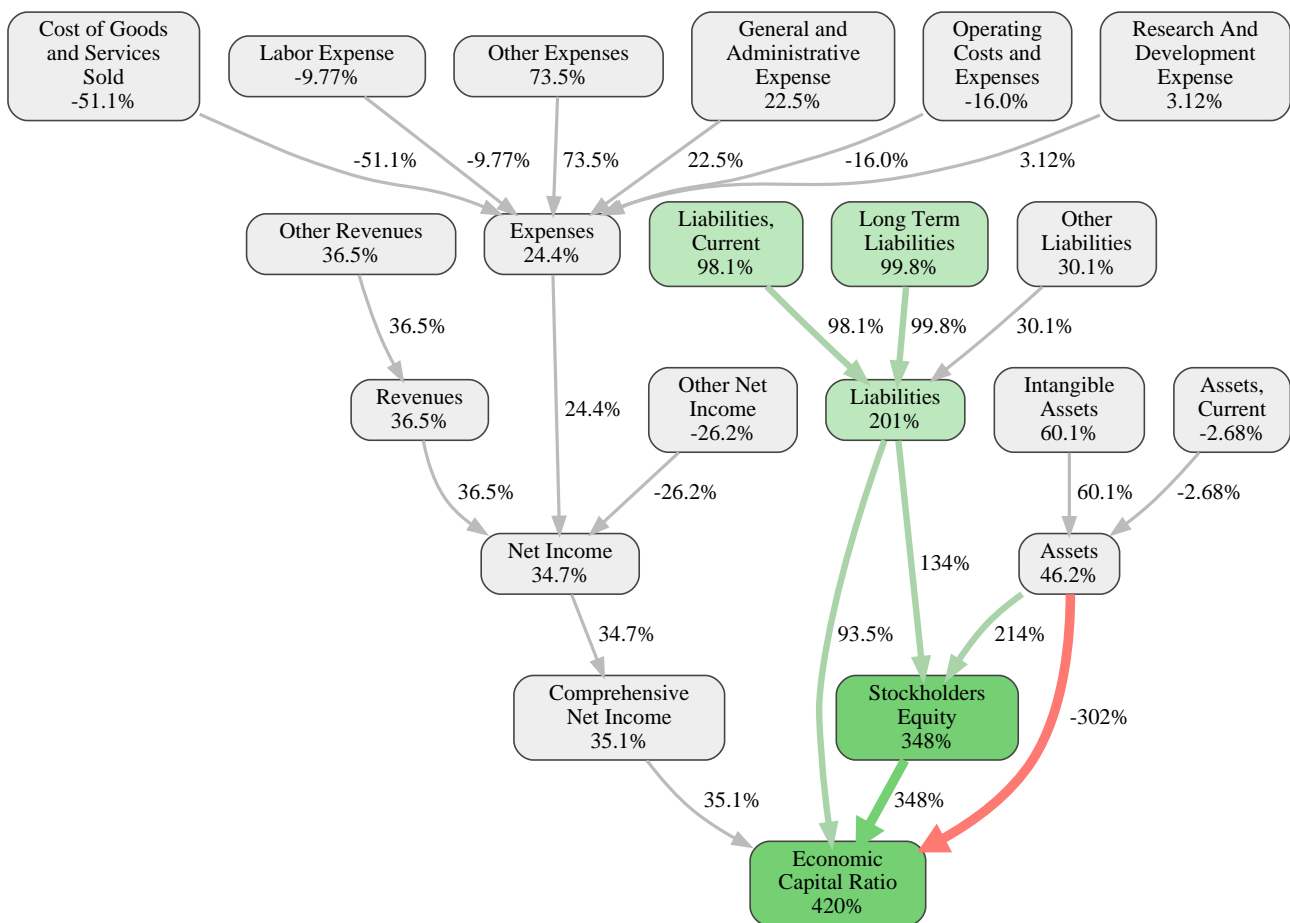 Cost of Goods
and Services
Sold
-51.1%
Labor Expense
-9.77%
Other Expenses
73.5%
General and
Administrative
Expense
22.5%
Operating
Costs and
Expenses
-16.0%
Research And
Development
Expense
3.12%
-51.1%
-9.77%
73.5%
22.5%
-16.0%
3.12%
Other Revenues
36.5%
Expenses
24.4%
Liabilities,
Current
98.1%
Long Term
Liabilities
99.8%
Other
Liabilities
30.1%
36.5%
98.1%
99.8%
30.1%
Revenues
36.5%
24.4%
Other Net
Income
-26.2%
Liabilities
201%
Intangible
Assets
60.1%
Assets,
Current
-2.68%
36.5%
-26.2%
60.1%
-2.68%
Net Income
34.7%
134%
Assets
46.2%
34.7%
93.5%
214%
Comprehensive
Net Income
35.1%
Stockholders
Equity
348%
-302%
35.1%
348%
Economic
Capital Ratio
420%